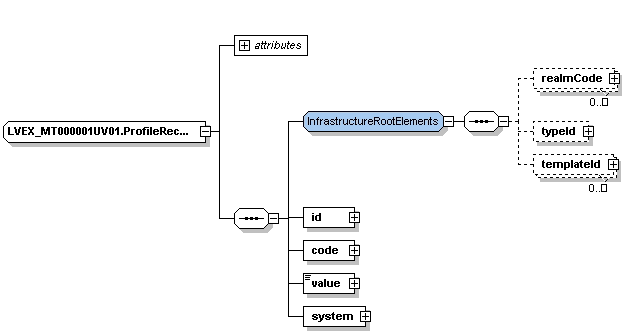 attributes
LVEX_MT000001UV01.ProfileRec...
InfrastructureRootElements
realmCode
0..
typeId
templateId
0..
id
code
value
system